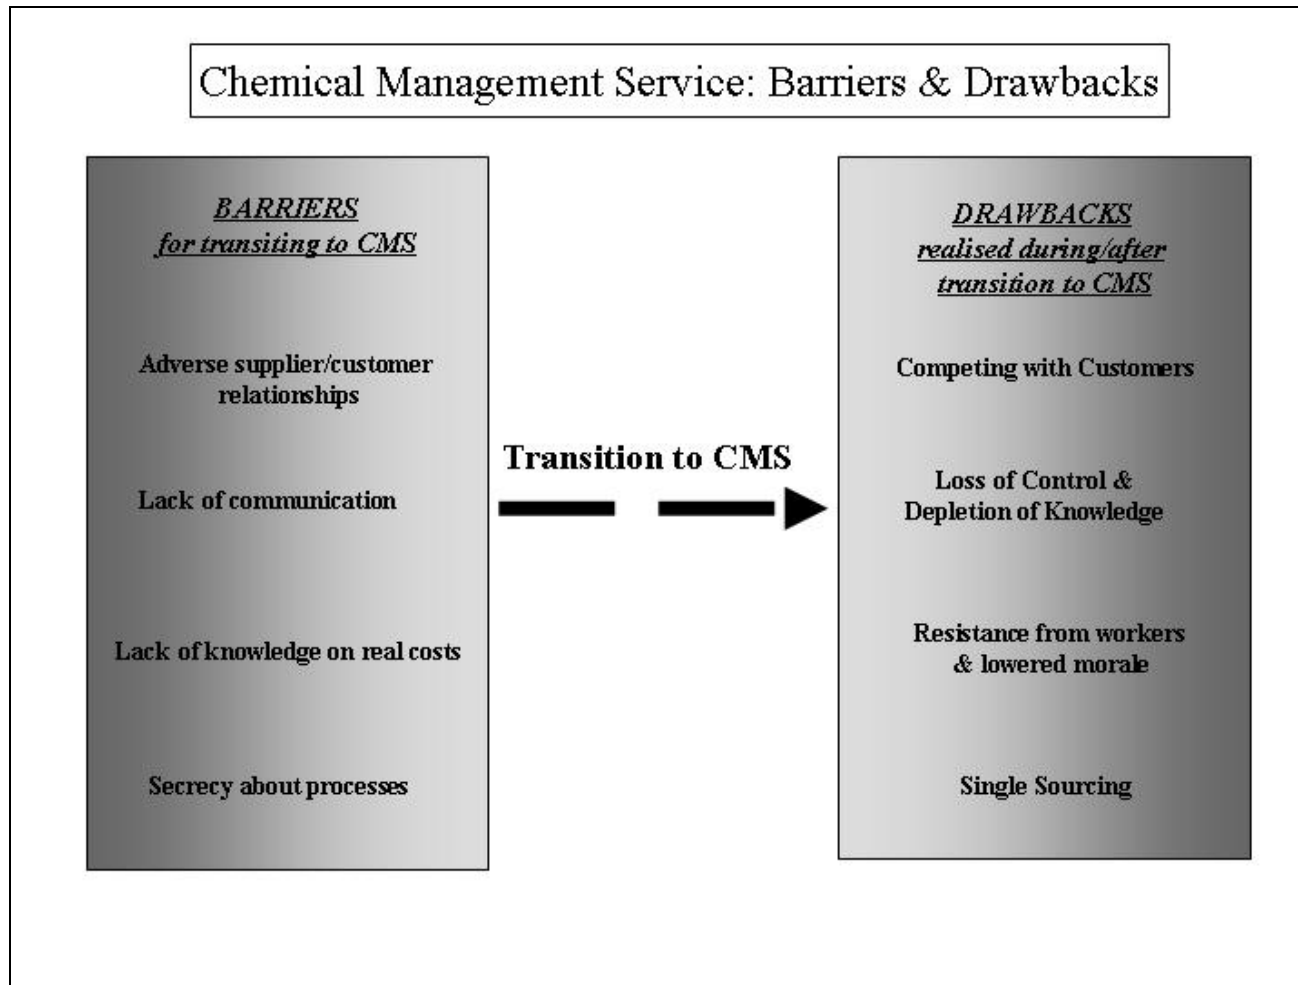 Chemical Management Service: Barriers & Drawbacks
BARRIERS
for transiting to CMS
Adverse supplier/customer
relationships
Lack of communication
Lack of knowledge on real costs
Secrecy about processes
Transition to CMS
DRAWBACKS
realised during/after
transition to CMS
Competing with Customers
Loss of Control &
Depletion of Knowledge
Resistance from workers
& lowered morale
Single Sourcing